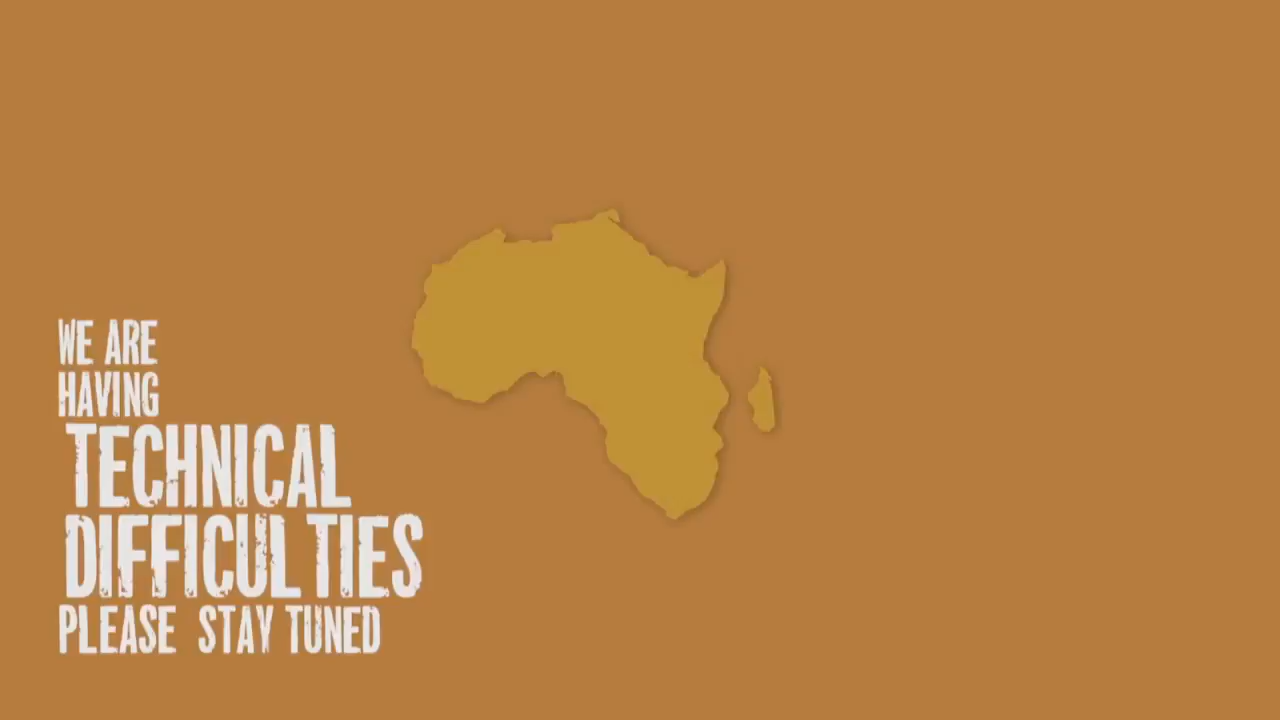 WE ARE
HAVING
TECHNICAL
DIFFICULTIES
PLEASE STAY TUNED